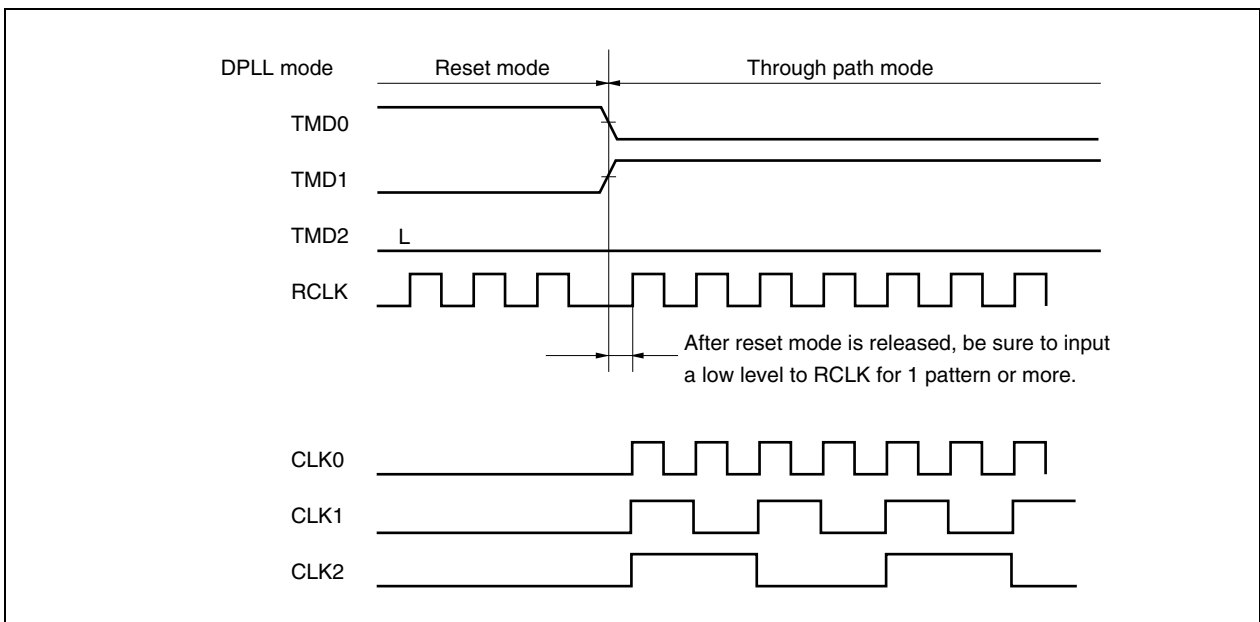 DPLL mode Reset mode Through path mode
TMD0
TMD1
TMD2 L
RCLK
After reset mode is released, be sure to input
a low level to RCLK for 1 pattern or more.
CLK0
CLK1
CLK2